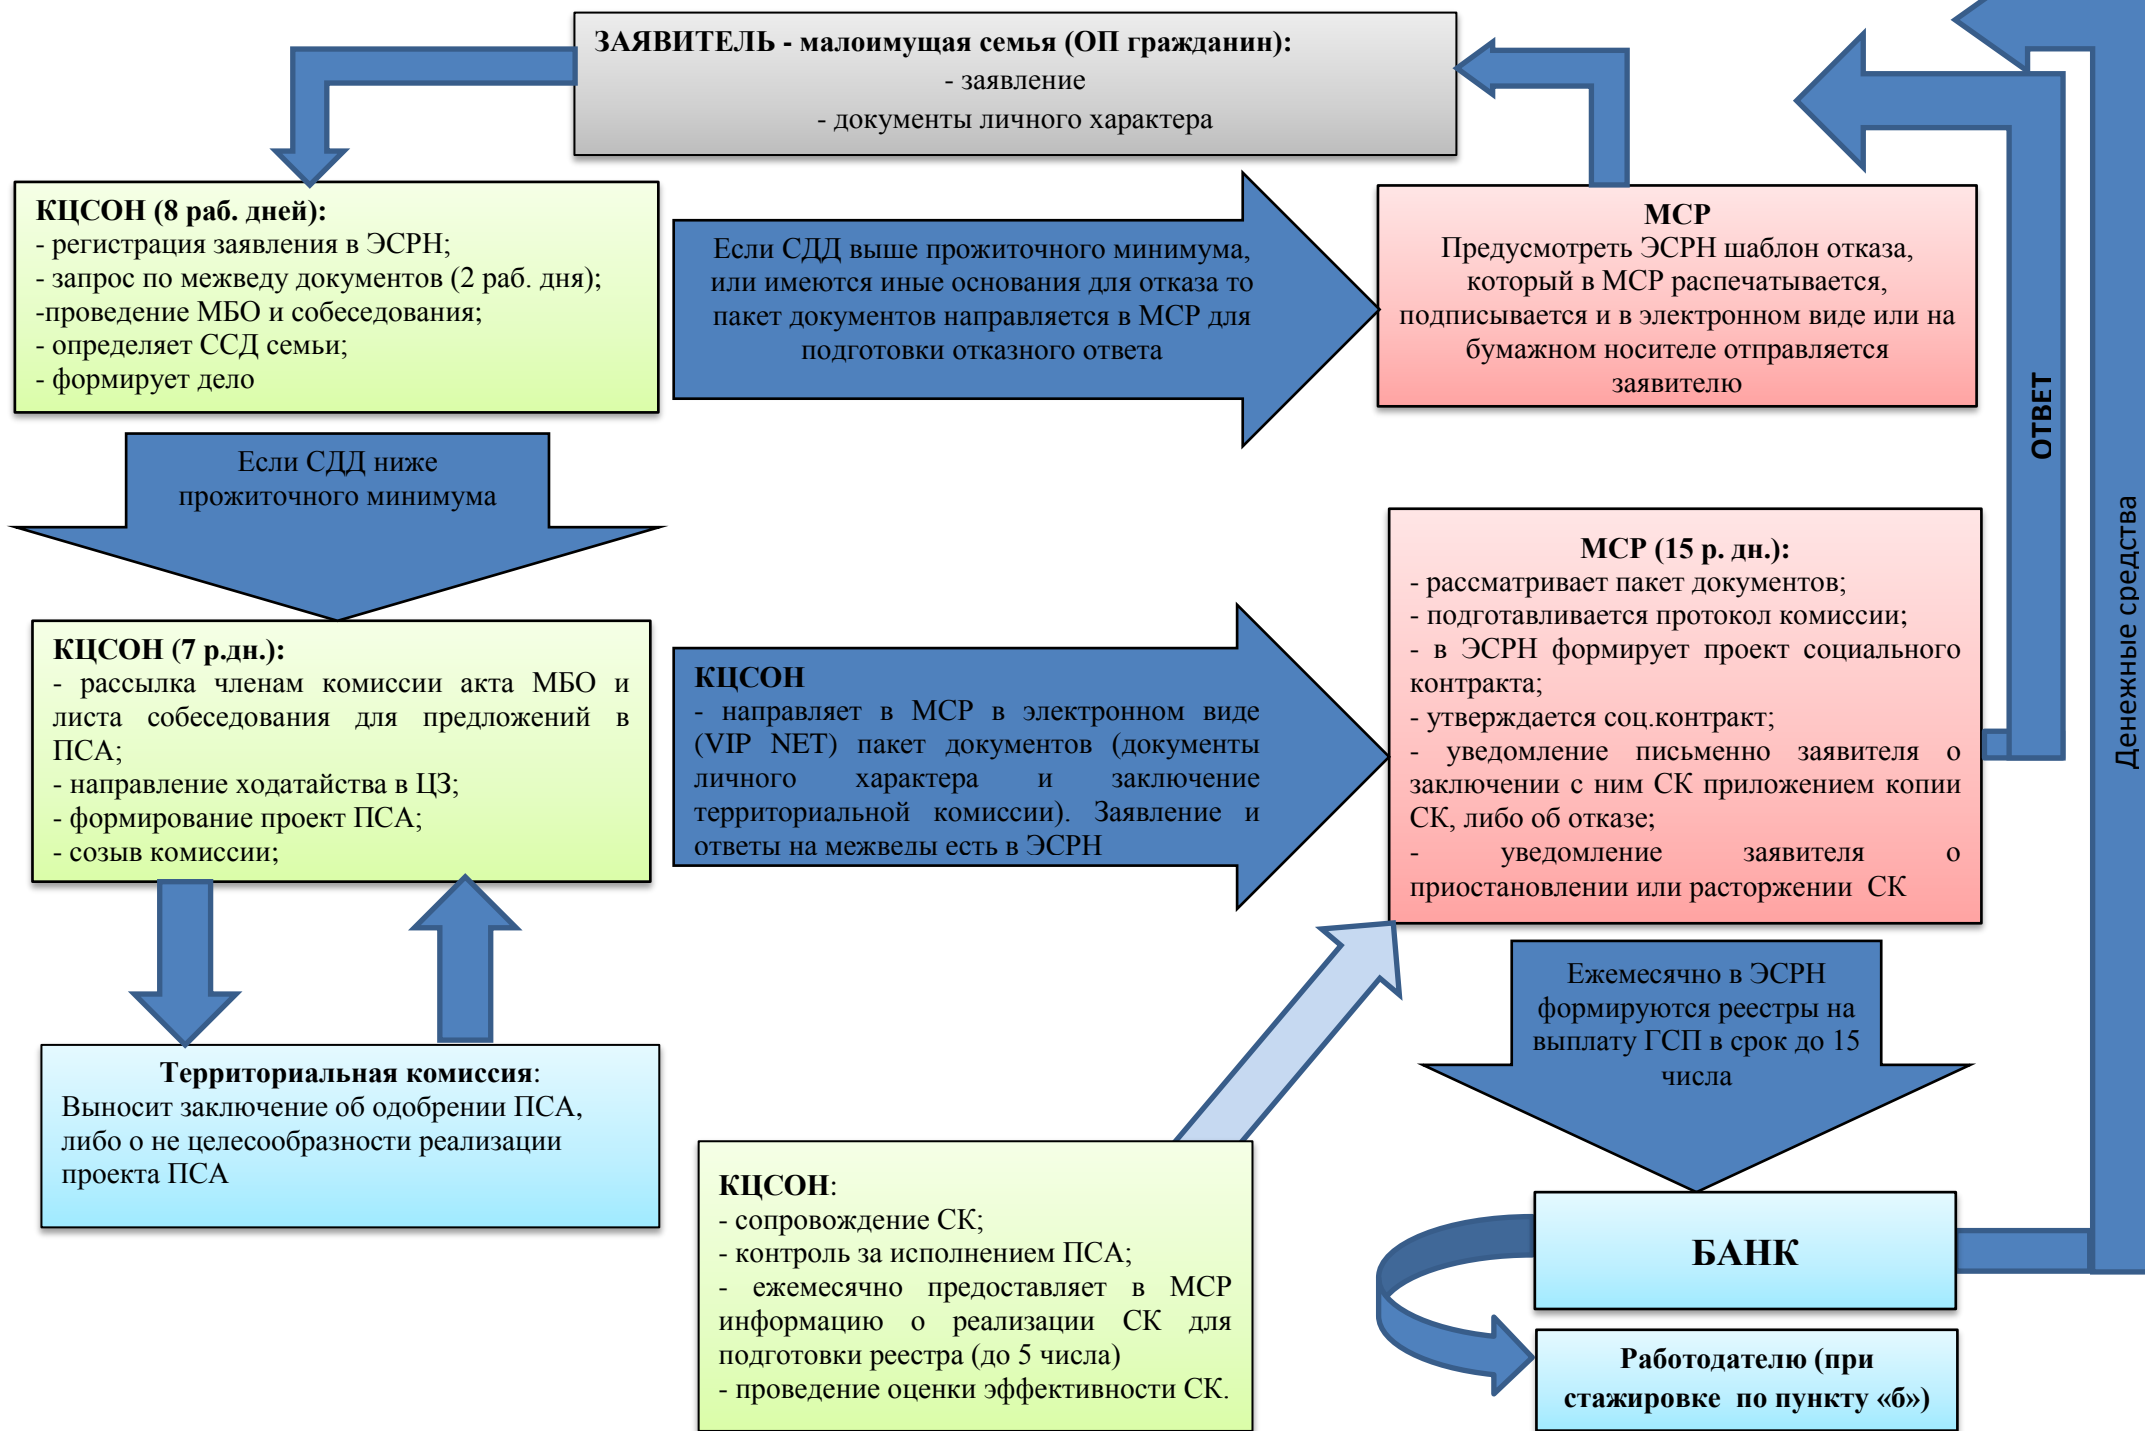 ЗАЯВИТЕЛЬ - малоимущая семья (ОП гражданин):
- заявление
- документы личного характера
КЦСОН (8 раб. дней):
- регистрация заявления в ЭСРН;
- запрос по межведу документов (2 раб. дня);
-проведение МБО и собеседования;
- определяет ССД семьи;
- формирует дело
Если СДД выше прожиточного минимума,
или имеются иные основания для отказа то
пакет документов направляется в МСР для
подготовки отказного ответа
МСР
Предусмотреть ЭСРН шаблон отказа,
который в МСР распечатывается,
подписывается и в электронном виде или на
бумажном носителе отправляется
заявителю
ОТВЕТ
Денежные средства
Если СДД ниже
прожиточного минимума
КЦСОН (7 р.дн.):
- рассылка членам комиссии акта МБО и
листа собеседования для предложений в
ПСА;
- направление ходатайства в ЦЗ;
- формирование проект ПСА;
- созыв комиссии;
КЦСОН
- направляет в МСР в электронном виде
(VIP NET) пакет документов (документы
личного характера и заключение
территориальной комиссии). Заявление и
ответы на межведы есть в ЭСРН
МСР (15 р. дн.):
- рассматривает пакет документов;
- подготавливается протокол комиссии;
- в ЭСРН формирует проект социального
контракта;
- утверждается соц.контракт;
- уведомление письменно заявителя о
заключении с ним СК приложением копии
СК, либо об отказе;
- уведомление заявителя о
приостановлении или расторжении СК
Территориальная комиссия:
Выносит заключение об одобрении ПСА,
либо о не целесообразности реализации
проекта ПСА
Ежемесячно в ЭСРН
формируются реестры на
выплату ГСП в срок до 15
числа
КЦСОН:
- сопровождение СК;
- контроль за исполнением ПСА;
- ежемесячно предоставляет в МСР
информацию о реализации СК для
подготовки реестра (до 5 числа)
- проведение оценки эффективности СК.
БАНК
Работодателю (при
стажировке по пункту «б»)